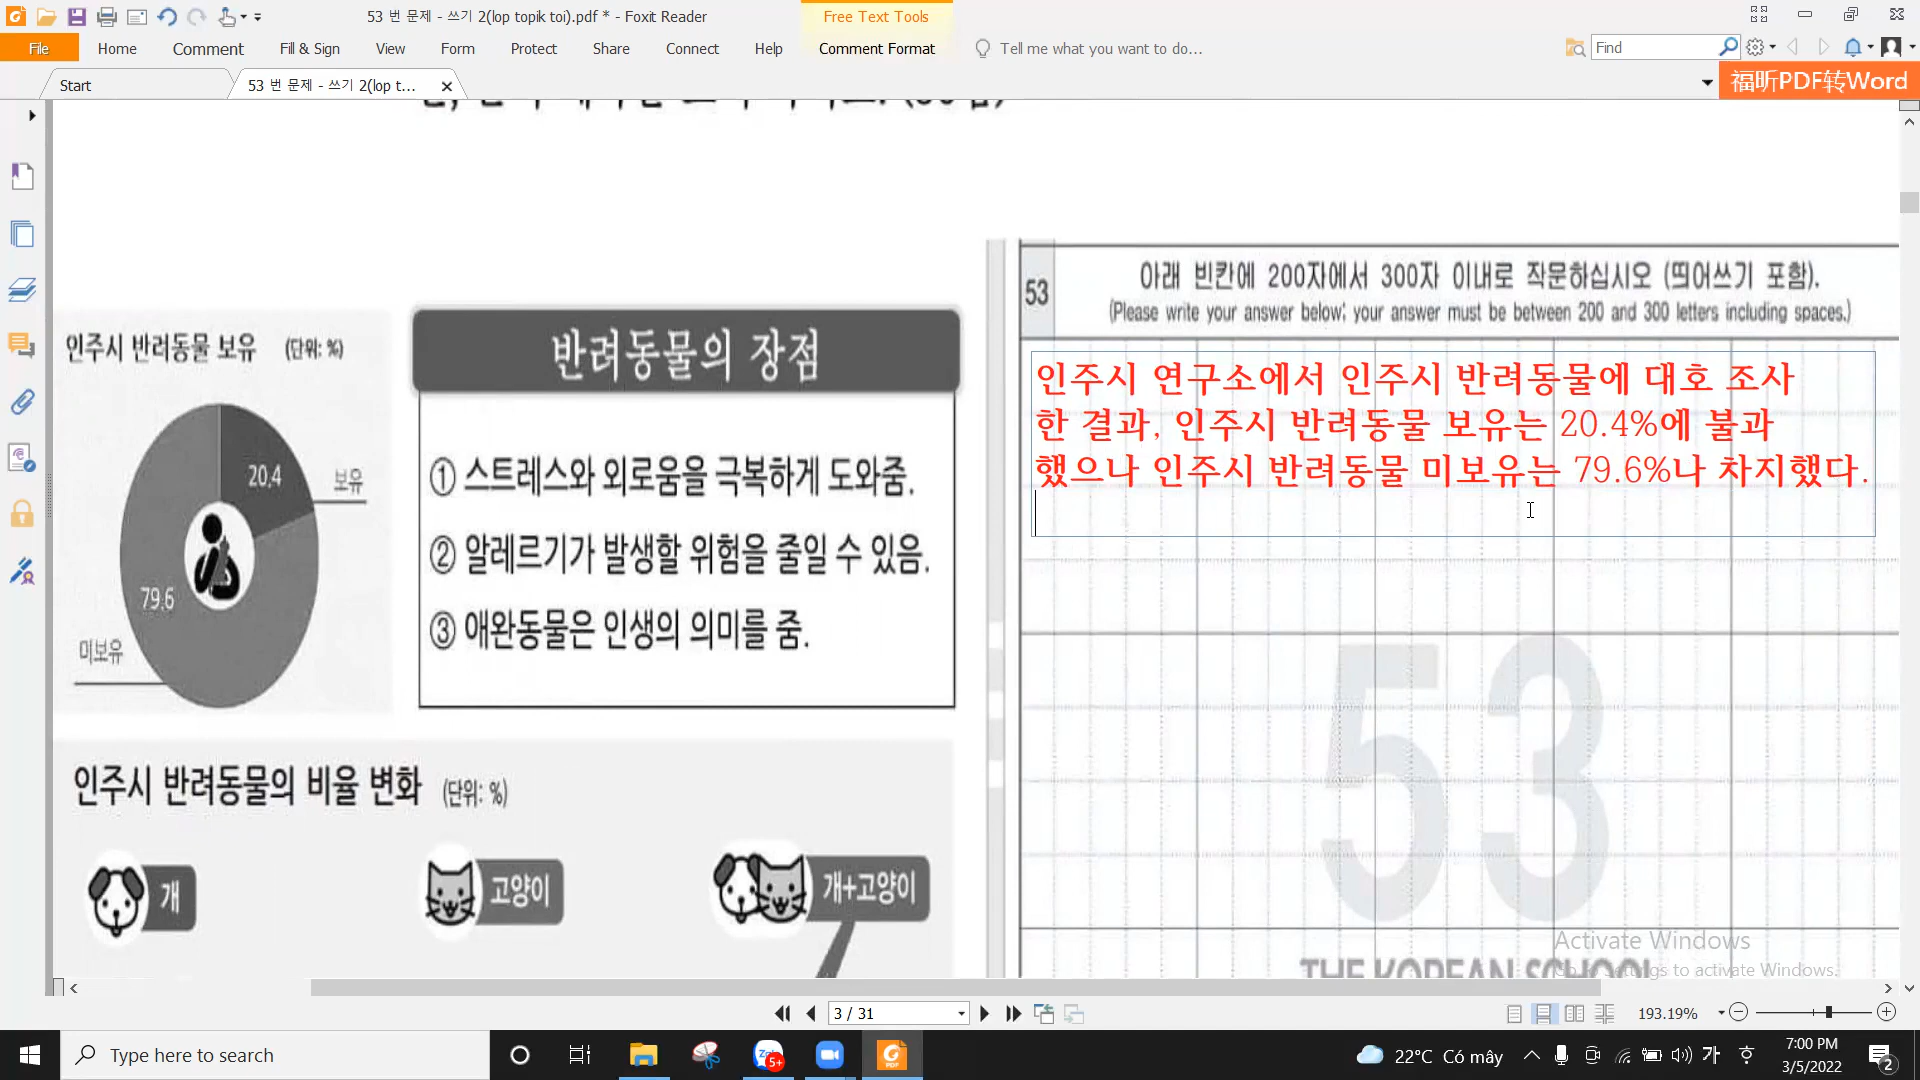 53 번 문제 - 쓰기 2(lop topik toi).pdf * - Foxit Reader
Free Text Tools
File Home Comment Fill & Sign View Form Protect Share Connect Help Comment Format Tell me what you want to do... Find
Start
53 번 문제 - 쓰기 2(lop t...
福昕PDF转Word
인주시 반려동물 보유 (단위: %)
20.4
보유
79.6
미보유
반려동물의 장점
① 스트레스와 외로움을 극복하게 도와줌.
② 알레르기가 발생할 위험을 줄일 수 있음.
③ 애완동물은 인생의 의미를 줌.
인주시 반려동물의 비율 변화 (단위: %)
개
고양이
개+고양이
53
아래 빈칸에 200자에서 300자 이내로 작문하십시오 (띄어쓰기 포함).
(Please write your answer below; your answer must be between 200 and 300 letters including spaces.)
인주시 연구소에서 인주시 반려동물에 대호 조사
한 결과, 인주시 반려동물 보유는 20.4%에 불과
했으나 인주시 반려동물 미보유는 79.6%나 차지했다.
53
THE KOREAN SCHOOL
Activate Windows
Go to Settings to activate Windows.
3 / 31
193.19%
Type here to search
5+
22°C Có mây
가
7:00 PM
3/5/2022
2